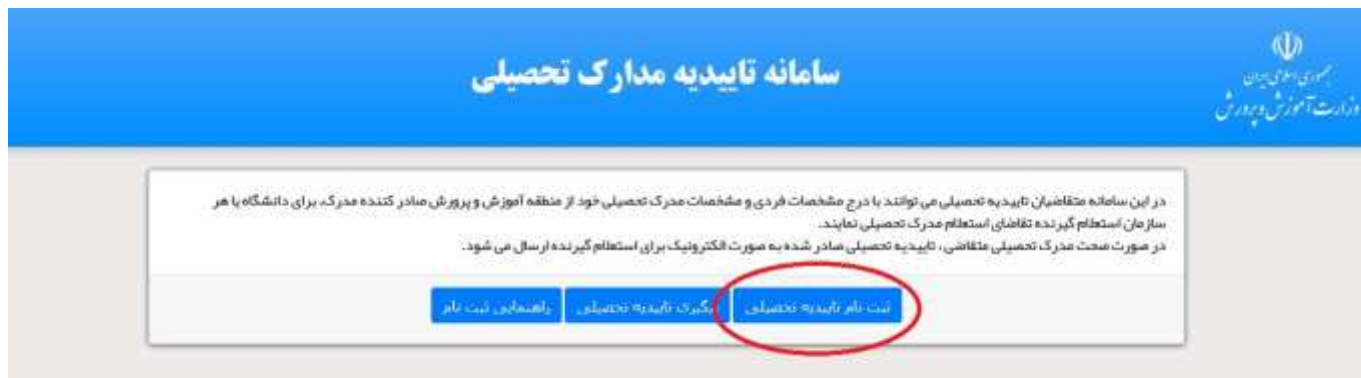 جمهوری اسلامی ایران
وزارت آموزش و پرورش
سامانه تاییدیه مدارک تحصیلی
در این سامانه متقاضیان تاییدیه تحصیلی می توانند با درج مشخصات فردی و مشخصات مدرک تحصیلی خود از منطقه آموزش و پرورش صادر کننده مدرک، برای دانشگاه یا هر
سازمان استعلام گیرنده تقاضای استعلام مدرک تحصیلی نمایند.
در صورت صحت مدرک تحصیلی متقاضی ، تاییدیه تحصیلی صادر شده به صورت الکترونیک برای استعلام گیرنده ارسال می شود.
ثبت نام تاییدیه تحصیلی
پیگیری تاییدیه تحصیلی
راهنمایی ثبت نام